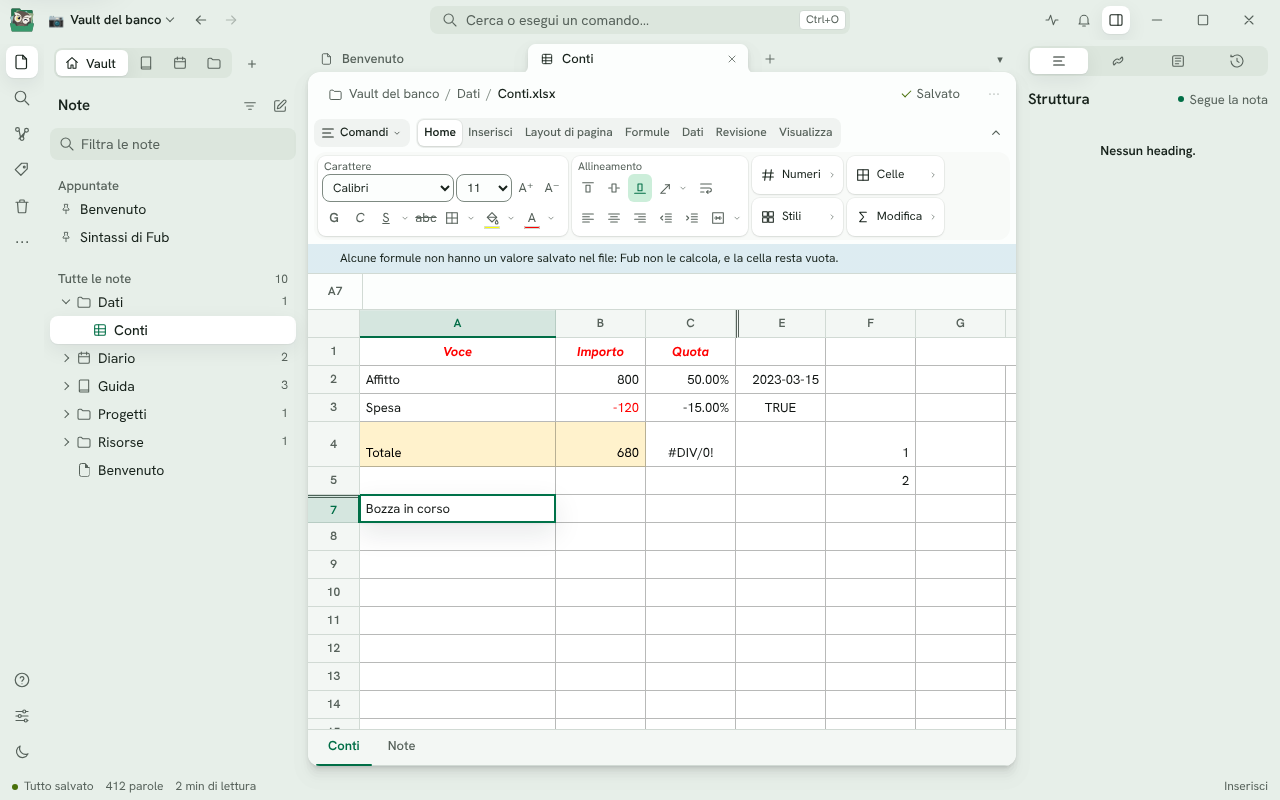 Vault del banco
Cerca o esegui un comando...
Ctrl+O
Vault
Benvenuto
Conti
Note
Filtra le note
Appuntate
Benvenuto
Sintassi di Fub
Tutte le note 10
Dati 1
Conti
Diario 2
Guida 3
Progetti 1
Risorse 1
Benvenuto
Vault del banco / Dati / Conti.xlsx
Salvato
Comandi
Home Inserisci Layout di pagina Formule Dati Revisione Visualizza
Carattere
Calibri 11 A⁺ A⁻
G C S abc A
Allineamento
Numeri
Celle
Stili
Modifica
Alcune formule non hanno un valore salvato nel file: Fub non le calcola, e la cella resta vuota.
A7
A B C E F G
1 Voce Importo Quota
2 Affitto 800 50.00% 2023-03-15
3 Spesa -120 -15.00% TRUE
4 Totale 680 #DIV/0! 1
5 2
7 Bozza in corso
8
9
10
11
12
13
14
Conti Note
Struttura
Segue la nota
Nessun heading.
Tutto salvato 412 parole 2 min di lettura
Inserisci